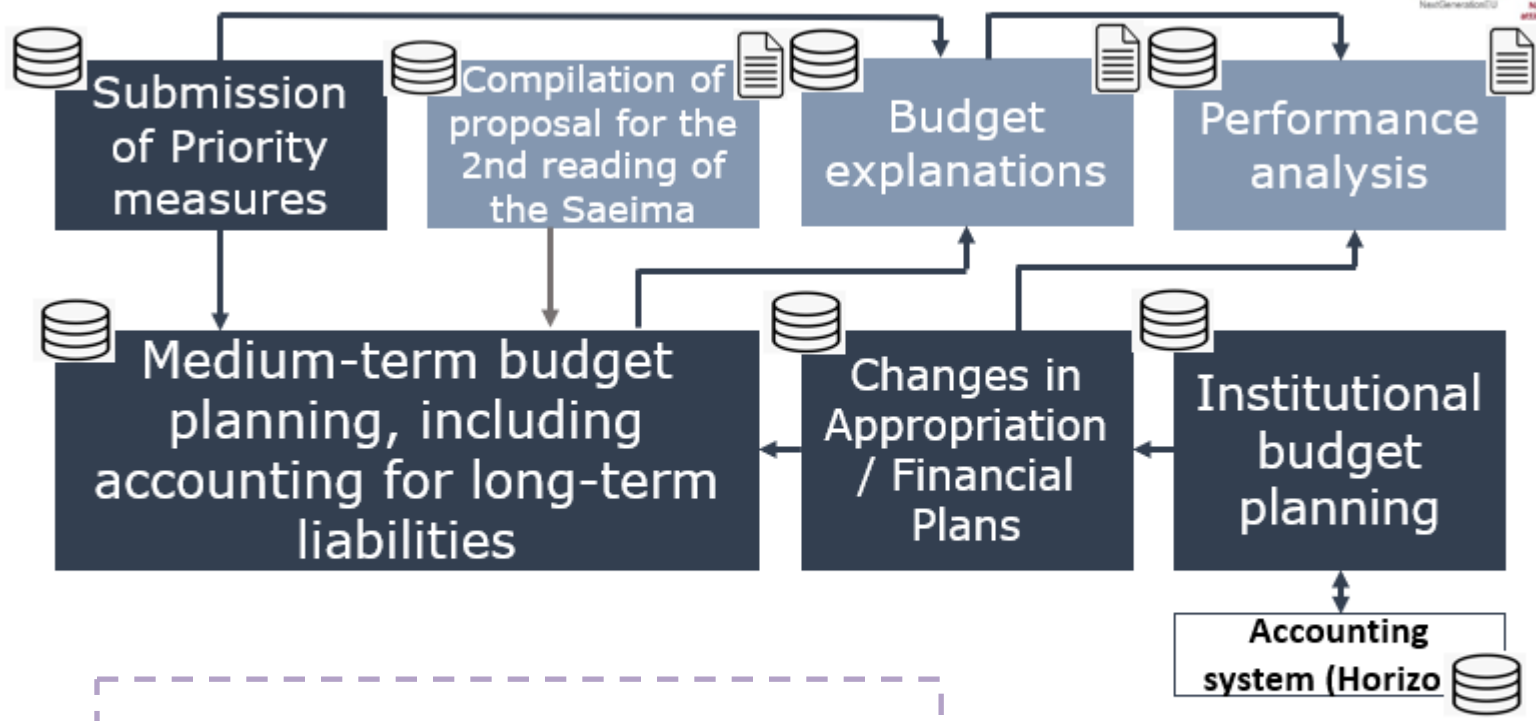 NextGenerationEU
Submission
of Priority
measures
Compilation of
proposal for the
2nd reading of
the Saeima
Budget
explanations
Performance
analysis
Medium-term budget
planning, including
accounting for long-term
liabilities
Changes in
Appropriation
/ Financial
Plans
Institutional
budget
planning
Accounting
system (Horizo